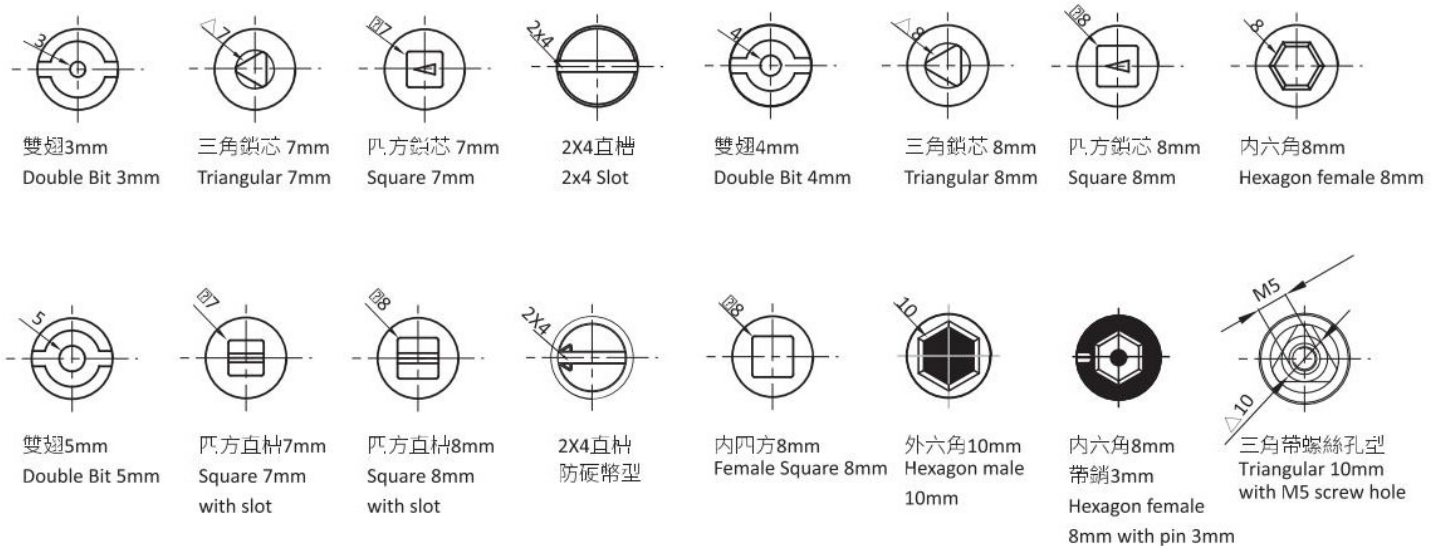 3
△7
⍰7
2x4
4
△8
⍰8
8
雙翅3mm
Double Bit 3mm
三角鎖芯 7mm
Triangular 7mm
四方鎖芯 7mm
Square 7mm
2X4直槽
2x4 Slot
雙翅4mm
Double Bit 4mm
三角鎖芯 8mm
Triangular 8mm
四方鎖芯 8mm
Square 8mm
内六角8mm
Hexagon female 8mm
5
⍰7
⍰8
2X4
⍰8
10
M5
△10
雙翅5mm
Double Bit 5mm
四方直槽7mm
Square 7mm
with slot
四方直槽8mm
Square 8mm
with slot
2X4直槽
防硬幣型
内四方8mm
Female Square 8mm
外六角10mm
Hexagon male
10mm
内六角8mm
帶銷3mm
Hexagon female
8mm with pin 3mm
三角帶螺絲孔型
Triangular 10mm
with M5 screw hole